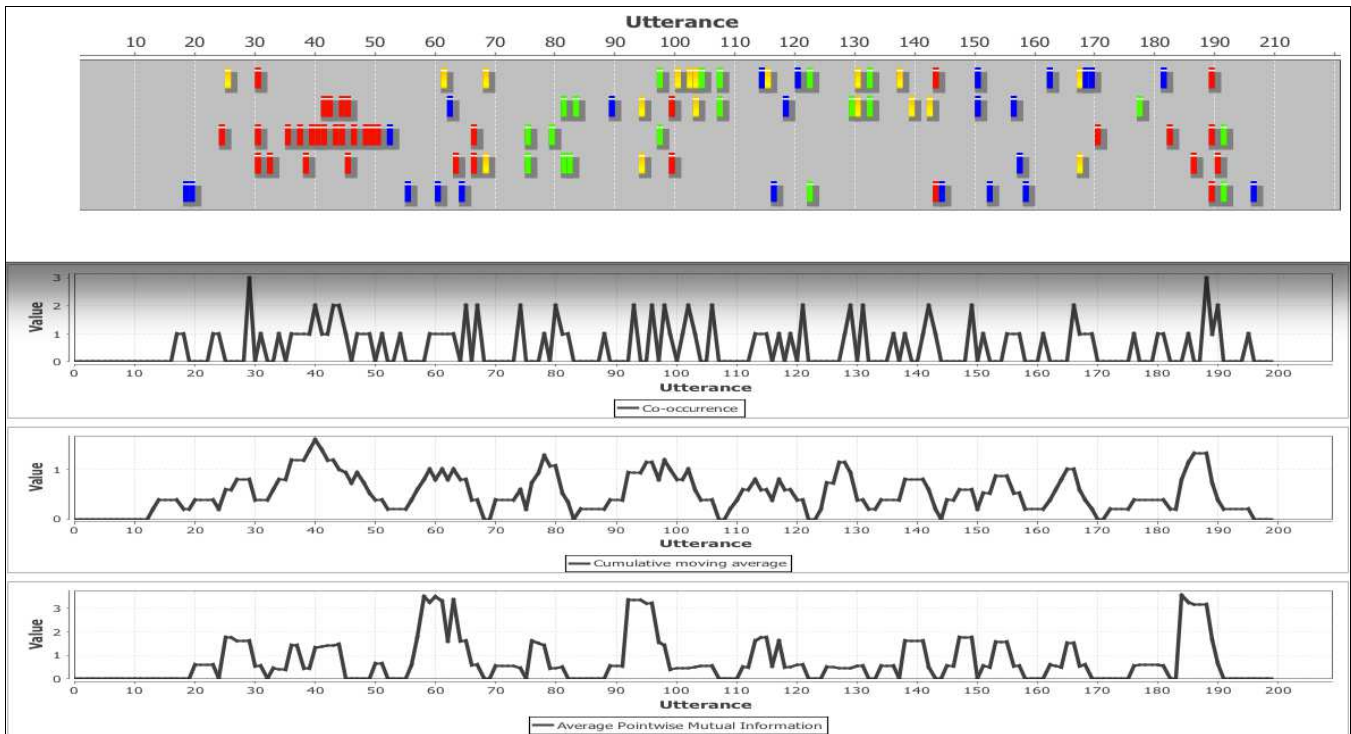 Utterance
10 20 30 40 50 60 70 80 90 100 110 120 130 140 150 160 170 180 190 210
Value
3
2
1
0
0 10 20 30 40 50 60 70 80 90 100 110 120 130 140 150 160 170 180 190 200
Utterance
Co-occurrence
Value
1
0
0 10 20 30 40 50 60 70 80 90 100 110 120 130 140 150 160 170 180 190 200
Utterance
Cumulative moving average
Value
3
2
1
0
0 10 20 30 40 50 60 70 80 90 100 110 120 130 140 150 160 170 180 190 200
Utterance
Average Pointwise Mutual Information